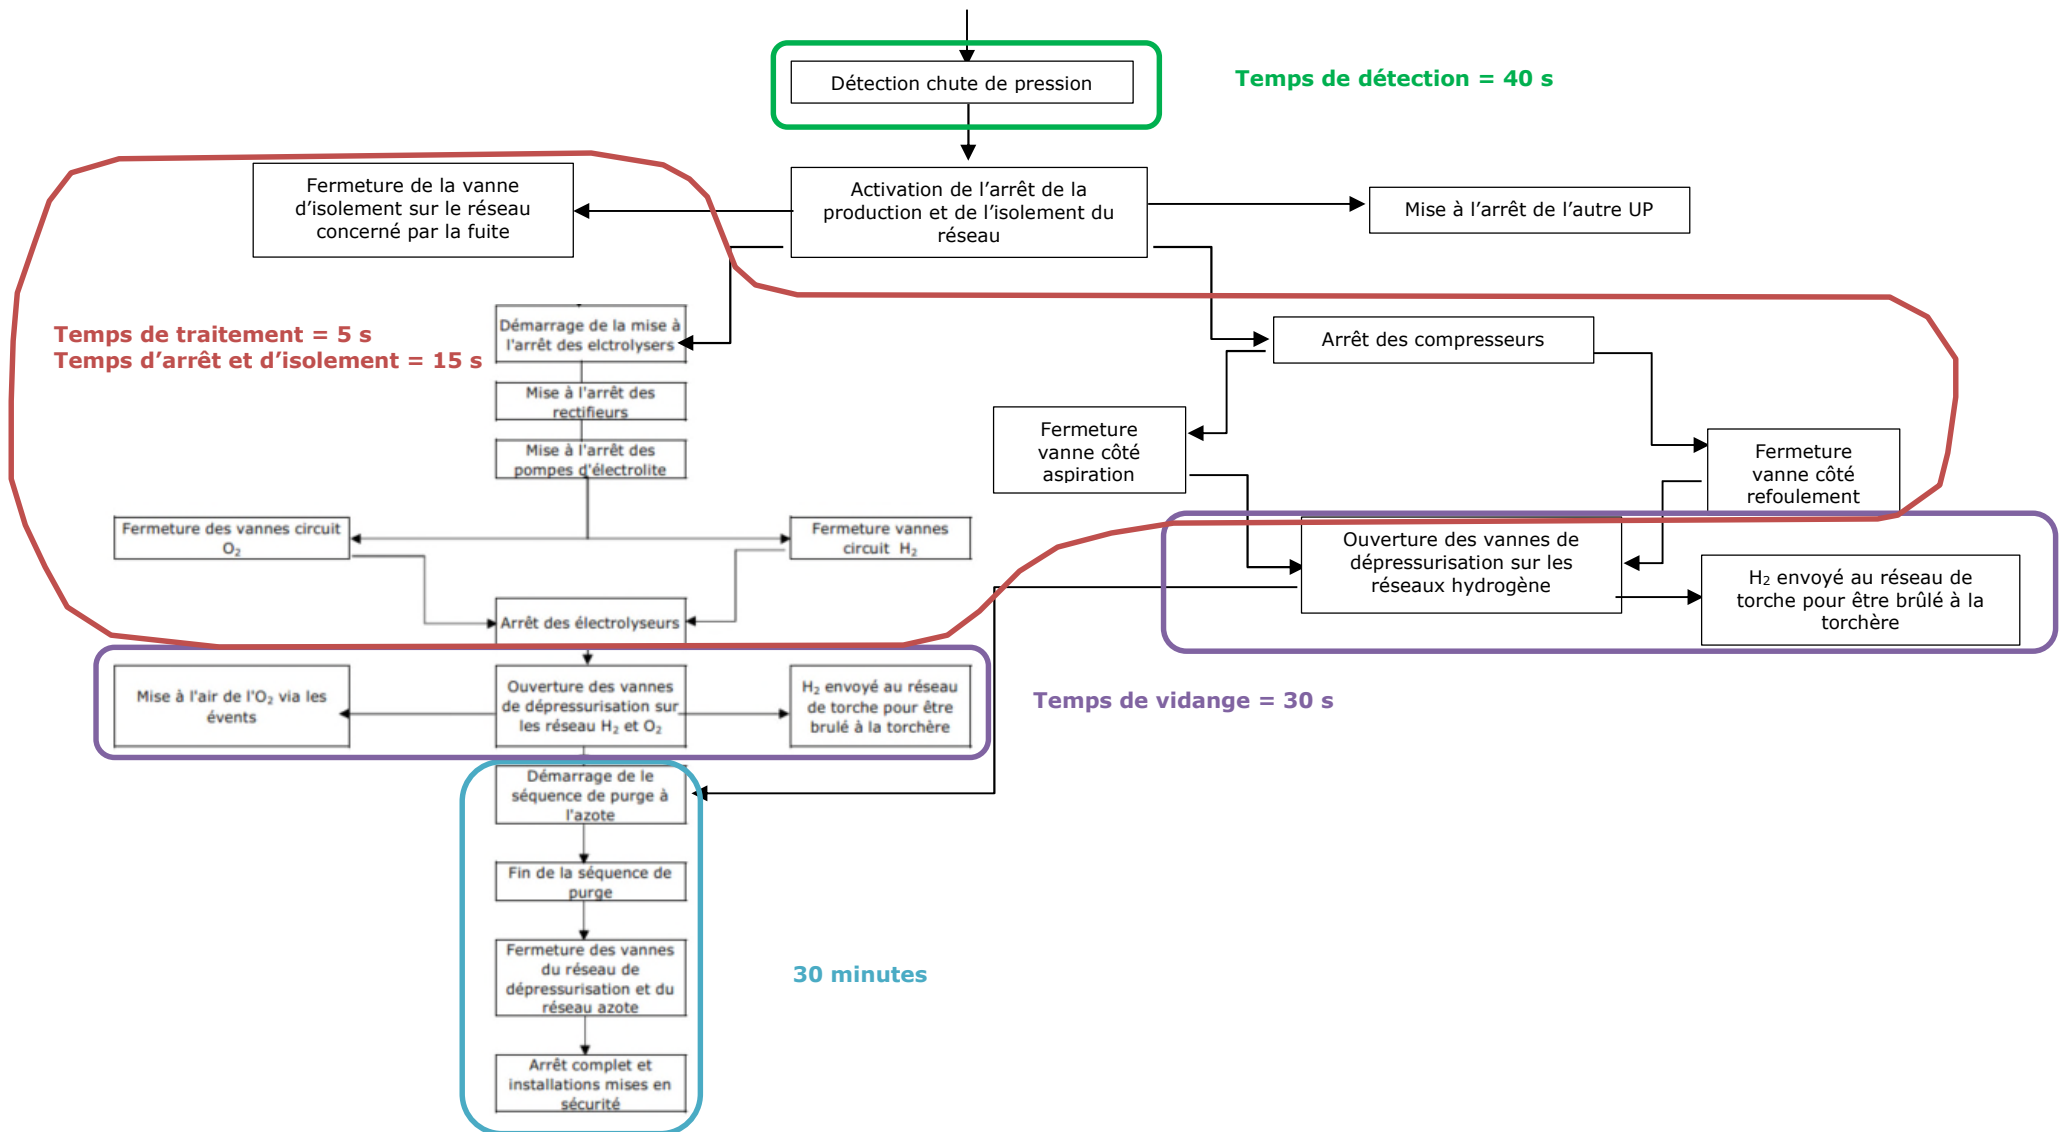 Détection chute de pression
Temps de détection = 40 s
Fermeture de la vanne
d’isolement sur le réseau
concerné par la fuite
Activation de l’arrêt de la
production et de l’isolement du
réseau
Mise à l’arrêt de l’autre UP
Temps de traitement = 5 s
Temps d’arrêt et d’isolement = 15 s
Démarrage de la mise à
l'arrêt des elctrolysers
Arrêt des compresseurs
Mise à l'arrêt des
rectifieurs
Mise à l'arrêt des
pompes d'électrolite
Fermeture
vanne côté
aspiration
Fermeture
vanne côté
refoulement
Fermeture des vannes circuit
O₂
Fermeture vannes
circuit H₂
Ouverture des vannes de
dépressurisation sur les
réseaux hydrogène
H₂ envoyé au réseau de
torche pour être brûlé à la
torchère
Arrêt des électrolyseurs
Mise à l'air de l'O₂ via les
évents
Ouverture des vannes
de dépressurisation sur
les réseau H₂ et O₂
H₂ envoyé au réseau
de torche pour être
brulé à la torchère
Temps de vidange = 30 s
Démarrage de le
séquence de purge à
l'azote
Fin de la séquence de
purge
Fermeture des vannes
du réseau de
dépressurisation et du
réseau azote
30 minutes
Arrêt complet et
installations mises en
sécurité